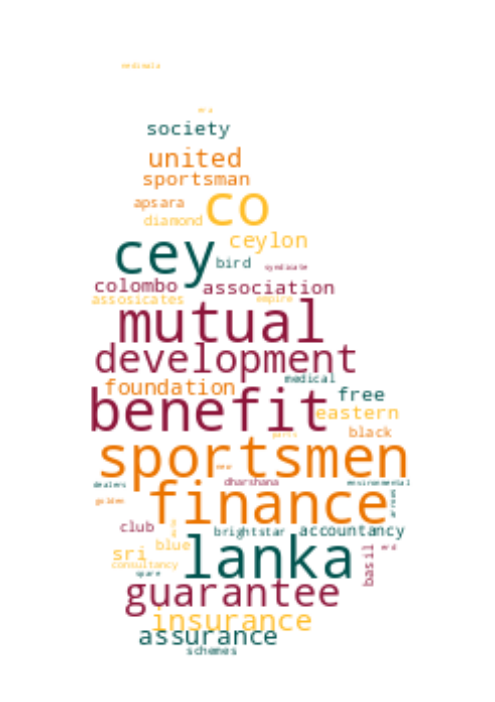 society
united
sportsman
apsara
co
diamond
ceylon
cey
bird
syndicate
colombo
association
assosicates
empire
mutual
development
medical
foundation
free
benefit
eastern
black
sportsmen
dealers
dharshana
environmental
finance
golden
club
brightstar
accountancy
blue
lanka
sri
consultancy
spare
basil
guarantee
insurance
assurance
schemes